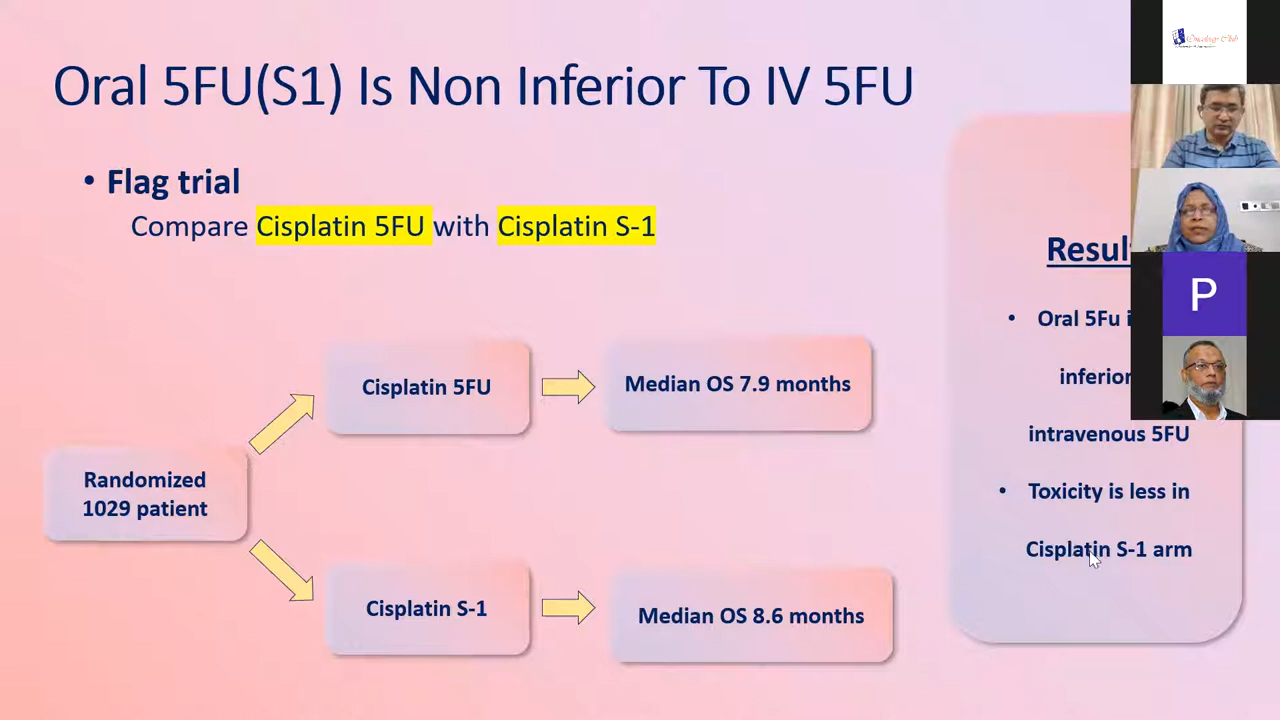 Oral 5FU(S1) Is Non Inferior To IV 5FU
• Flag trial
Compare Cisplatin 5FU with Cisplatin S-1
Randomized
1029 patient
Cisplatin 5FU
Median OS 7.9 months
Cisplatin S-1
Median OS 8.6 months
Resul
• Oral 5Fu i
inferior
intravenous 5FU
• Toxicity is less in
Cisplatin S-1 arm
Oncology Club
P